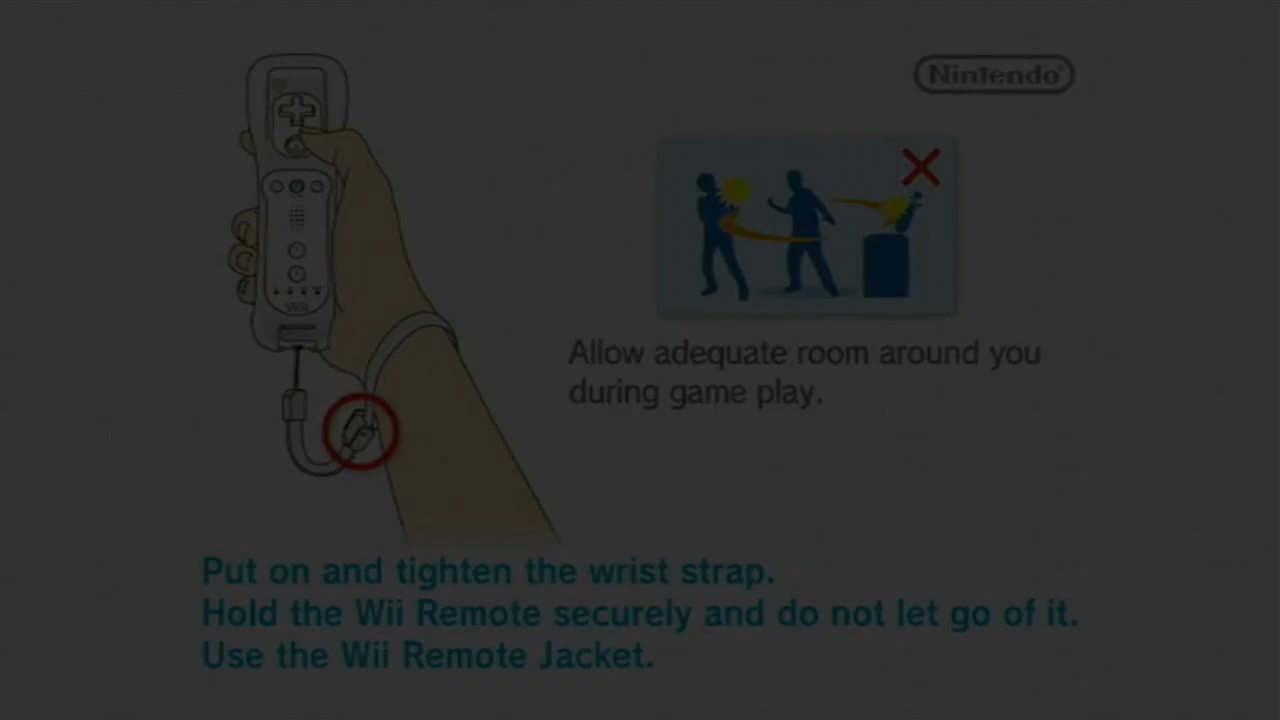 Nintendo
Wii
Allow adequate room around you
during game play.
Put on and tighten the wrist strap.
Hold the Wii Remote securely and do not let go of it.
Use the Wii Remote Jacket.